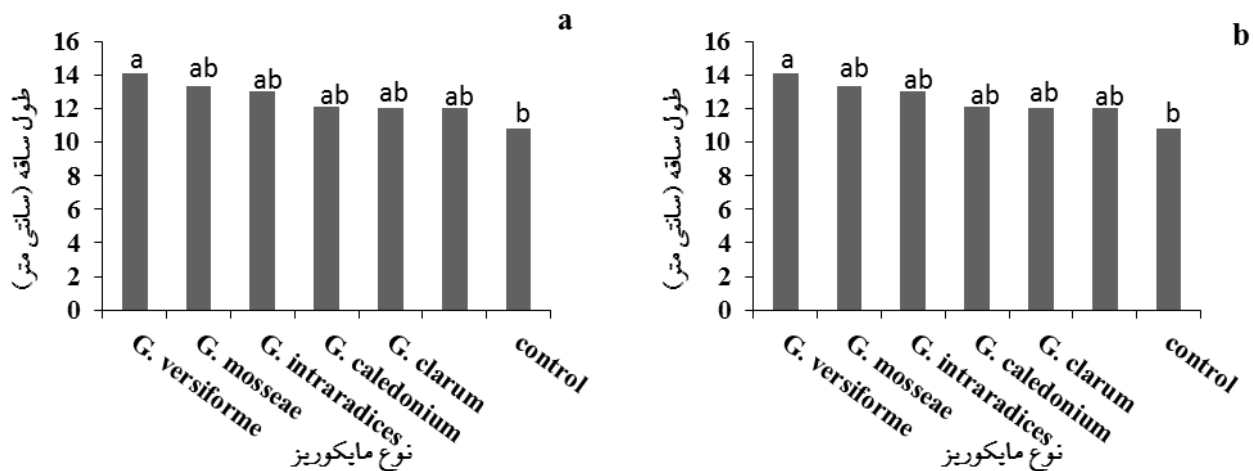 a
16
14
12
10
8
6
4
2
0
طول ساقه (سانتی متر)
a
ab
ab
ab
ab
ab
b
G. versiforme
G. mosseae
G. intraradices
G. caledonium
G. clarum
control
نوع مایکوریز
b
16
14
12
10
8
6
4
2
0
طول ساقه (سانتی متر)
a
ab
ab
ab
ab
ab
b
G. versiforme
G. mosseae
G. intraradices
G. caledonium
G. clarum
control
نوع مایکوریز